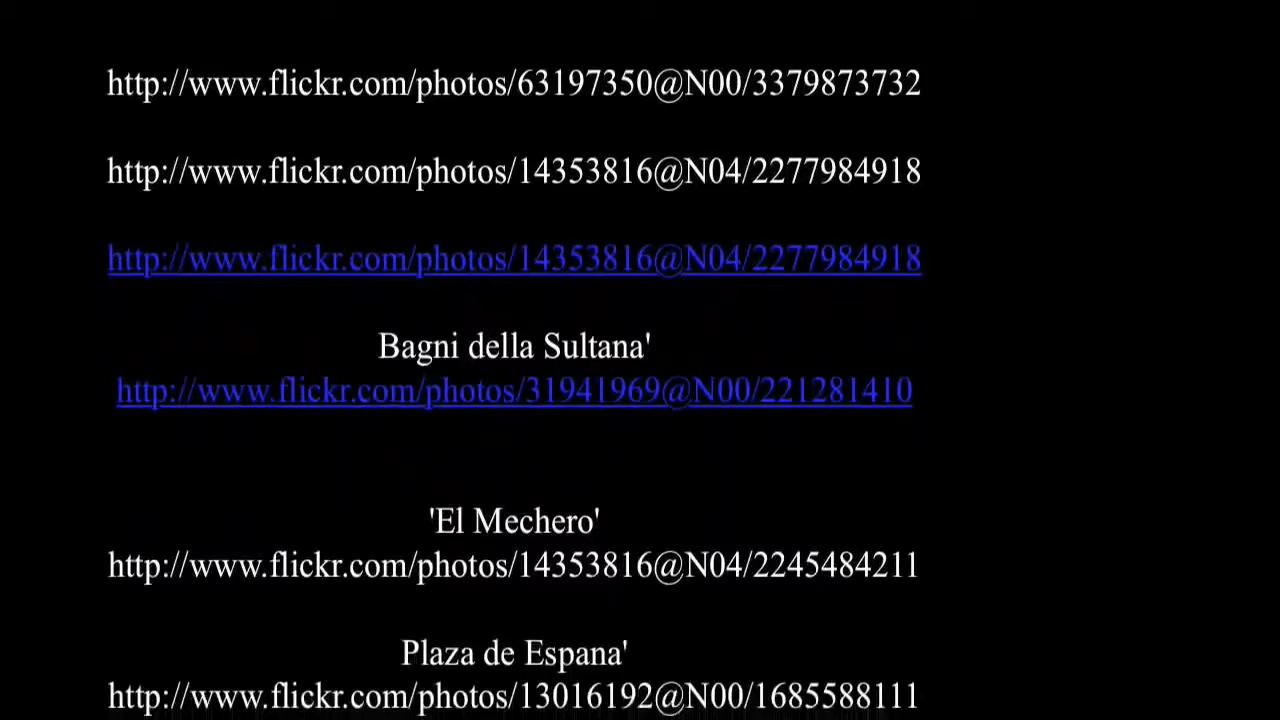 http://www.flickr.com/photos/63197350@N00/3379873732
http://www.flickr.com/photos/14353816@N04/2277984918
http://www.flickr.com/photos/14353816@N04/2277984918
Bagni della Sultana'
http://www.flickr.com/photos/31941969@N00/221281410
'El Mechero'
http://www.flickr.com/photos/14353816@N04/2245484211
Plaza de Espana'
http://www.flickr.com/photos/13016192@N00/1685588111